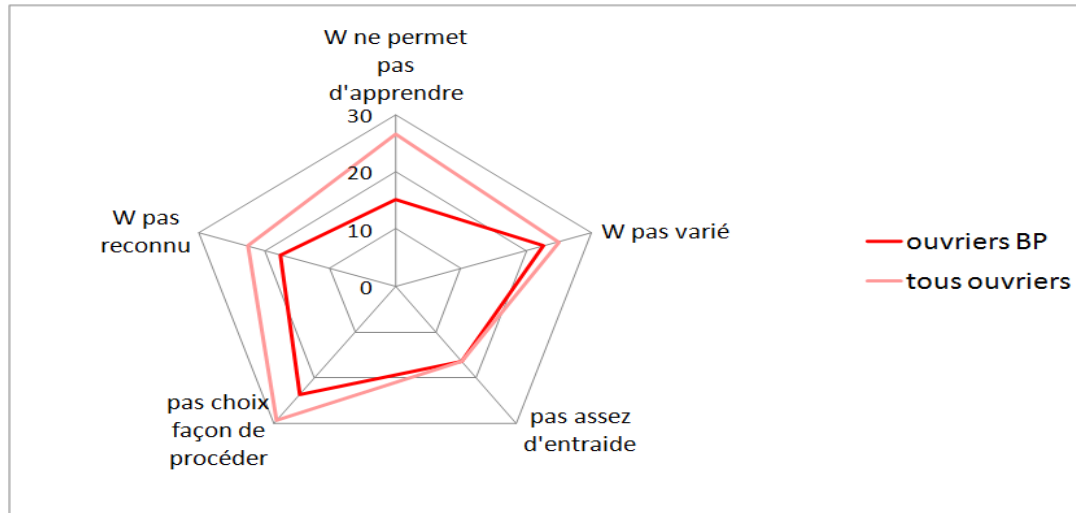 W ne permet
pas
d'apprendre
30
20
10
0
W pas varié
pas assez
d'entraide
pas choix
façon de
procéder
W pas
reconnu
ouvriers BP
tous ouvriers